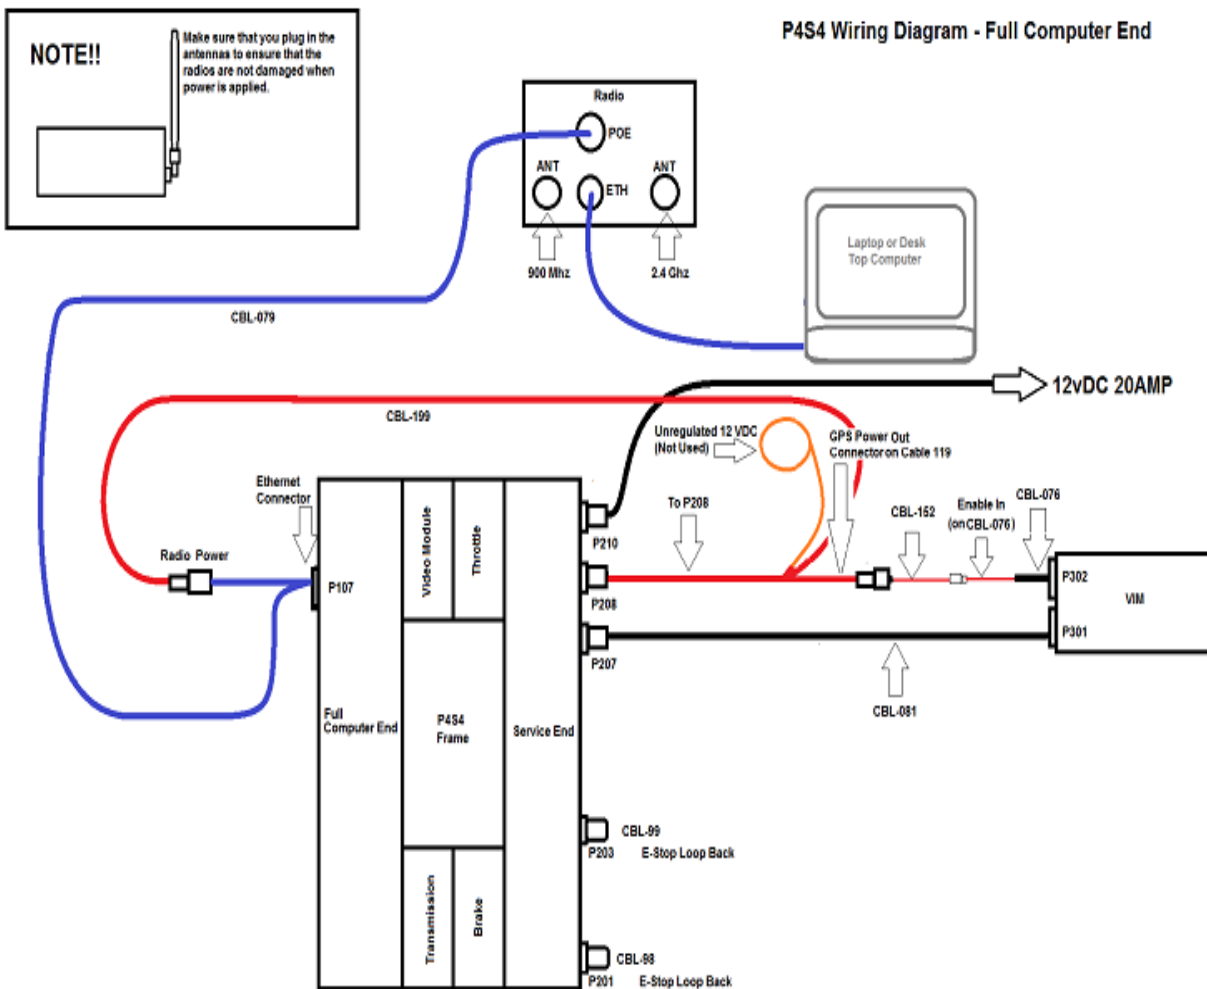 P4S4 Wiring Diagram - Full Computer End
NOTE!!
Make sure that you plug in the
antennas to ensure that the
radios are not damaged when
power is applied.
Radio
POE
ANT
ANT
ETH
900 Mhz
2.4 Ghz
Laptop or Desk
Top Computer
CBL-079
12vDC 20AMP
CBL-199
Unregulated 12 VDC
(Not Used)
GPS Power Out
Connector on Cable 119
Ethernet
Connector
To P208
CBL-152
Enable In
(on CBL-076)
CBL-076
Radio Power
P107
Video Module
Throttle
P210
P208
P207
P302
P301
VIM
CBL-081
Full
Computer End
P4S4
Frame
Service End
CBL-99
P203
E-Stop Loop Back
Transmission
Brake
CBL-98
P201
E-Stop Loop Back